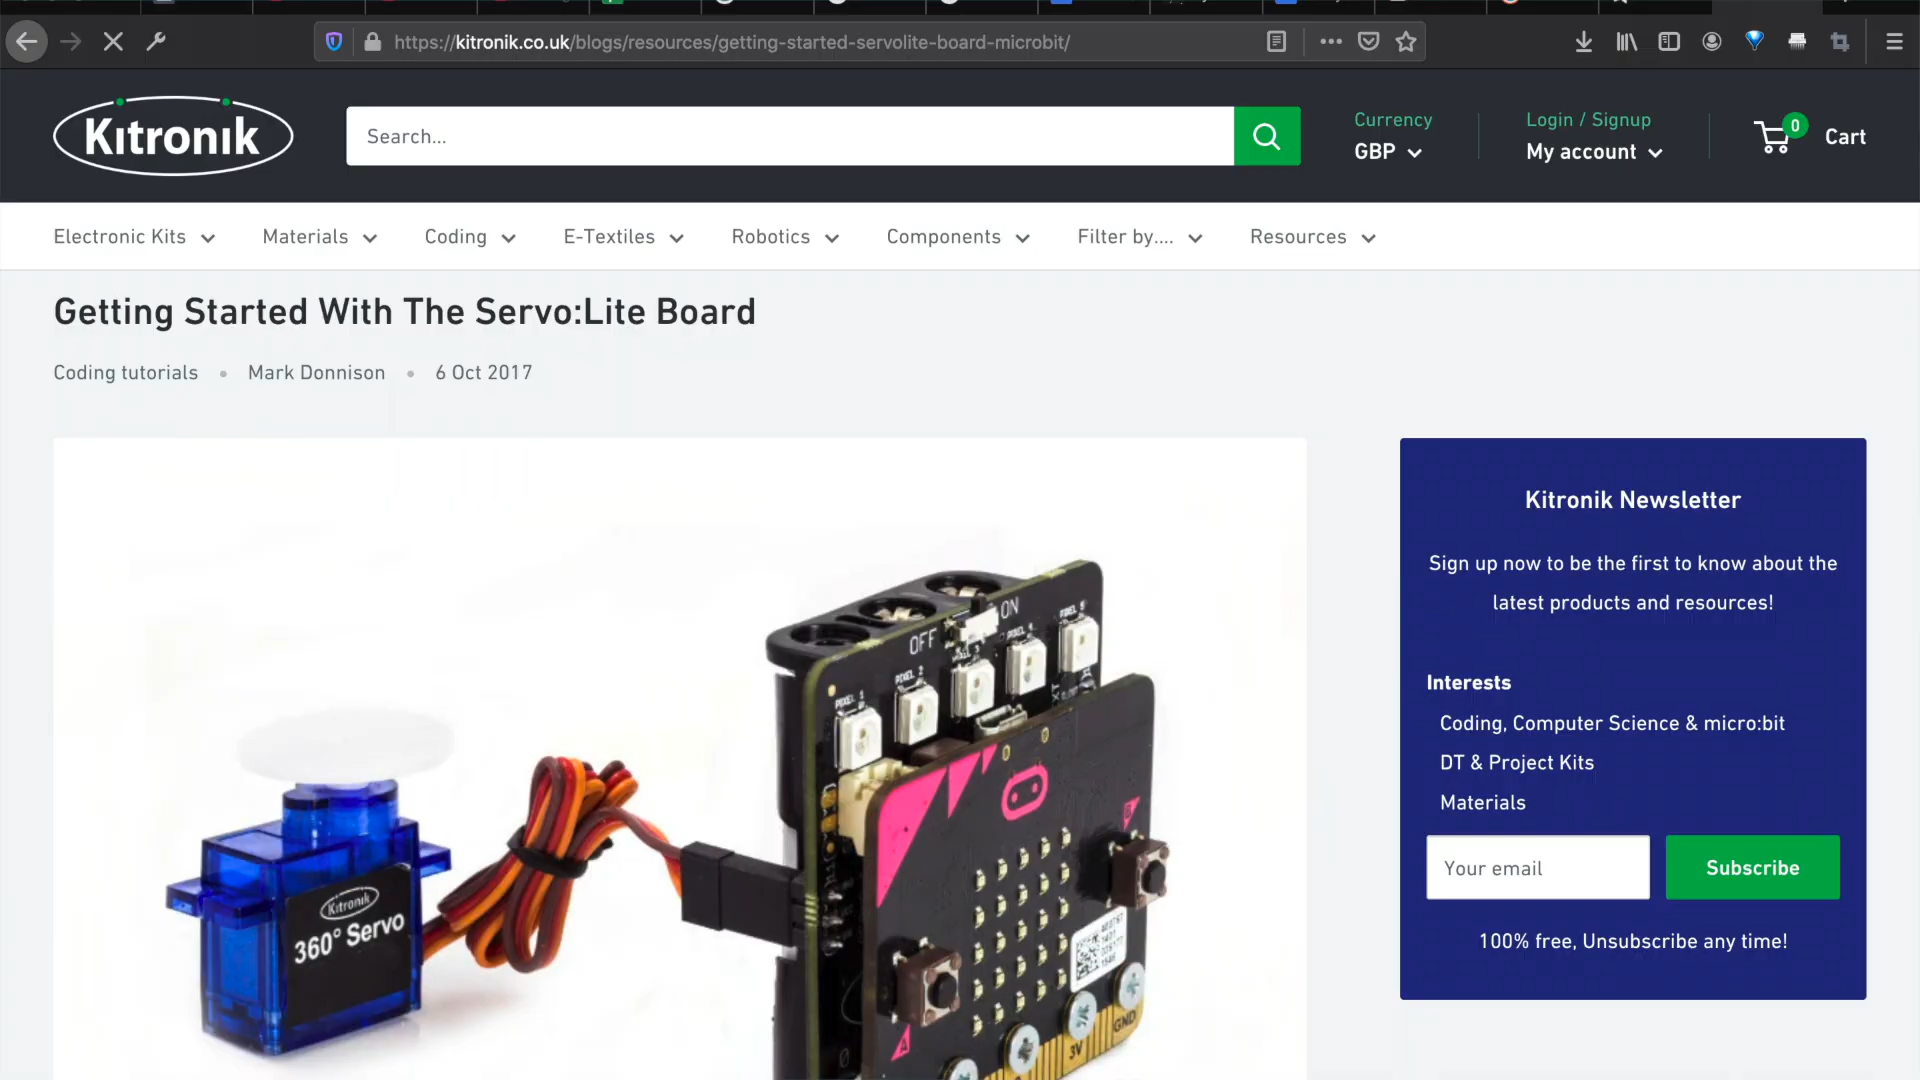 https://kitronik.co.uk/blogs/resources/getting-started-servolite-board-microbit/
Kitronik
Search...
Currency
GBP
Login / Signup
My account
0
Cart
Electronic Kits
Materials
Coding
E-Textiles
Robotics
Components
Filter by....
Resources
Getting Started With The Servo:Lite Board
Coding tutorials • Mark Donnison • 6 Oct 2017
OFF
ON
PIXEL 1
PIXEL 2
Kitronik
360° Servo
A
B
3V
GND
Kitronik Newsletter
Sign up now to be the first to know about the
latest products and resources!
Interests
Coding, Computer Science & micro:bit
DT & Project Kits
Materials
Your email
Subscribe
100% free, Unsubscribe any time!